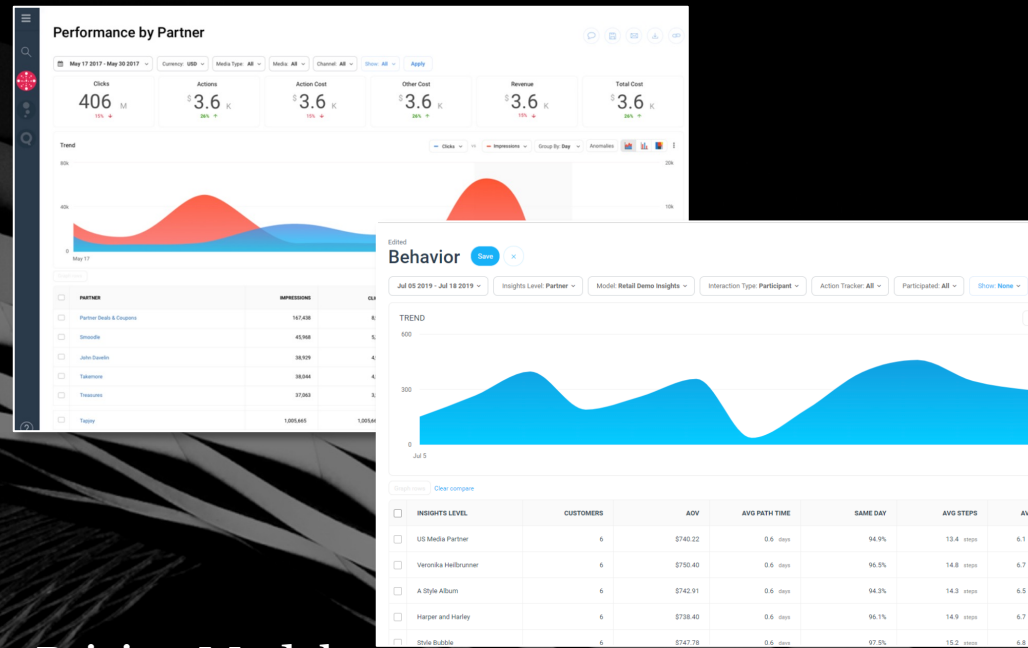 Performance by Partner
May 17 2017 - May 30 2017 Currency: USD Media Type: All Media: All Channel: All Show: All Apply
Clicks Actions Action Cost Other Cost Revenue Total Cost
406 M $3.6 K $3.6 K $3.6 K $3.6 K $3.6 K
15% 26% 15% 26% 15% 26%
Trend Clicks vs Impressions Group By: Day Anomalies
80k 20k
40k 10k
0
May 17
PARTNER IMPRESSIONS
Partner Deals & Coupons 167,438
Smoodle 45,968
John Davelin 38,929
Takemore 38,044
Treasures 37,063
Tappay 1,005,665
Edited
Behavior Save ×
Jul 05 2019 - Jul 18 2019 Insights Level: Partner Model: Retail Demo Insights Interaction Type: Participant Action Tracker: All Participated: All Show: None
TREND
600
300
0
Jul 5
Clear compare
INSIGHTS LEVEL CUSTOMERS AOV AVG PATH TIME SAME DAY AVG STEPS AV
US Media Partner 6 $740.22 0.6 days 94.9% 13.4 steps 6.1
Veronika Heilbrunner 6 $750.40 0.6 days 96.5% 14.8 steps 6.7
A Style Album 6 $742.91 0.6 days 94.3% 14.3 steps 6.5
Harper and Harley 6 $738.40 0.6 days 96.1% 14.9 steps 6.7
Style Bubble 6 $747.78 0.6 days 97.5% 15.2 steps 6.8